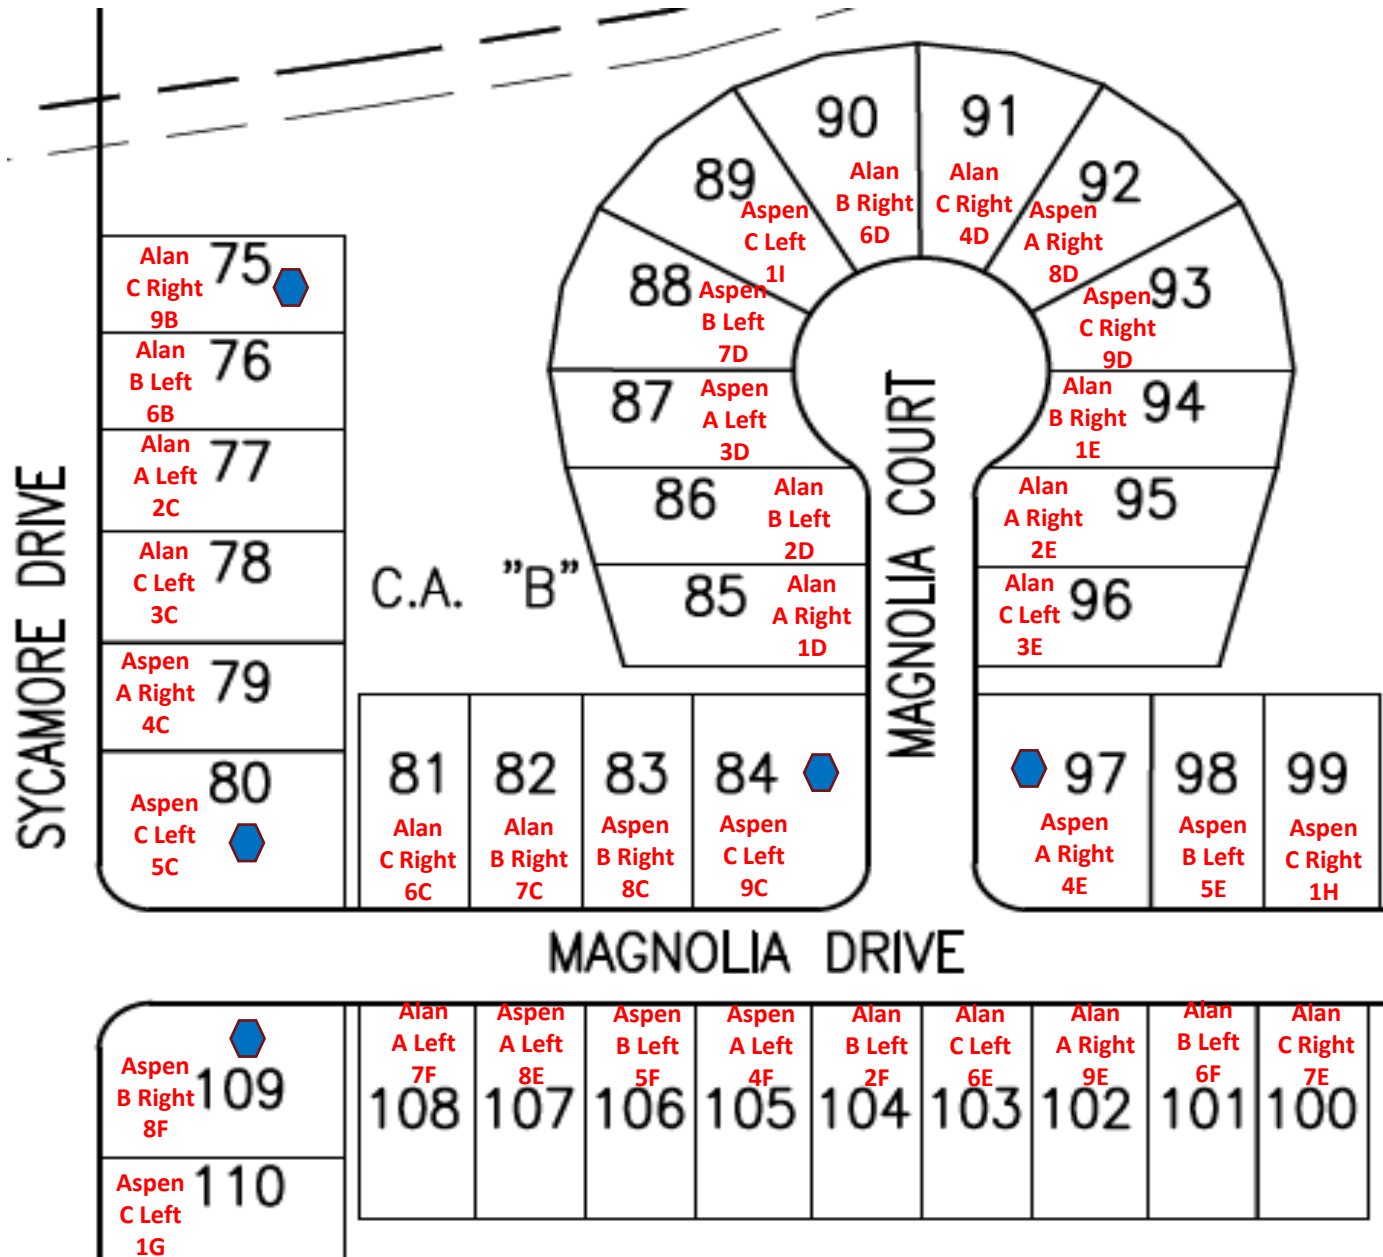 90
Alan
B Right
6D
91
Alan
C Right
4D
89
Aspen
C Left
1I
92
Aspen
A Right
8D
88
Aspen
B Left
7D
93
Aspen
C Right
9D
87
Aspen
A Left
3D
94
Alan
B Right
1E
86
Alan
B Left
2D
95
Alan
A Right
2E
85
Alan
A Right
1D
96
Alan
C Left
3E
MAGNOLIA COURT
75
Alan
C Right
9B
76
Alan
B Left
6B
77
Alan
A Left
2C
78
Alan
C Left
3C
79
Aspen
A Right
4C
80
Aspen
C Left
5C
SYCAMORE DRIVE
C.A. "B"
81
Alan
C Right
6C
82
Alan
B Right
7C
83
Aspen
B Right
8C
84
Aspen
C Left
9C
97
Aspen
A Right
4E
98
Aspen
B Left
5E
99
Aspen
C Right
1H
MAGNOLIA DRIVE
Aspen
B Right
8F
109
Aspen
C Left
1G
110
Alan
A Left
7F
108
Aspen
A Left
8E
107
Aspen
B Left
5F
106
Aspen
A Left
4F
105
Alan
B Left
2F
104
Alan
C Left
6E
103
Alan
A Right
9E
102
Alan
B Left
6F
101
Alan
C Right
7E
100